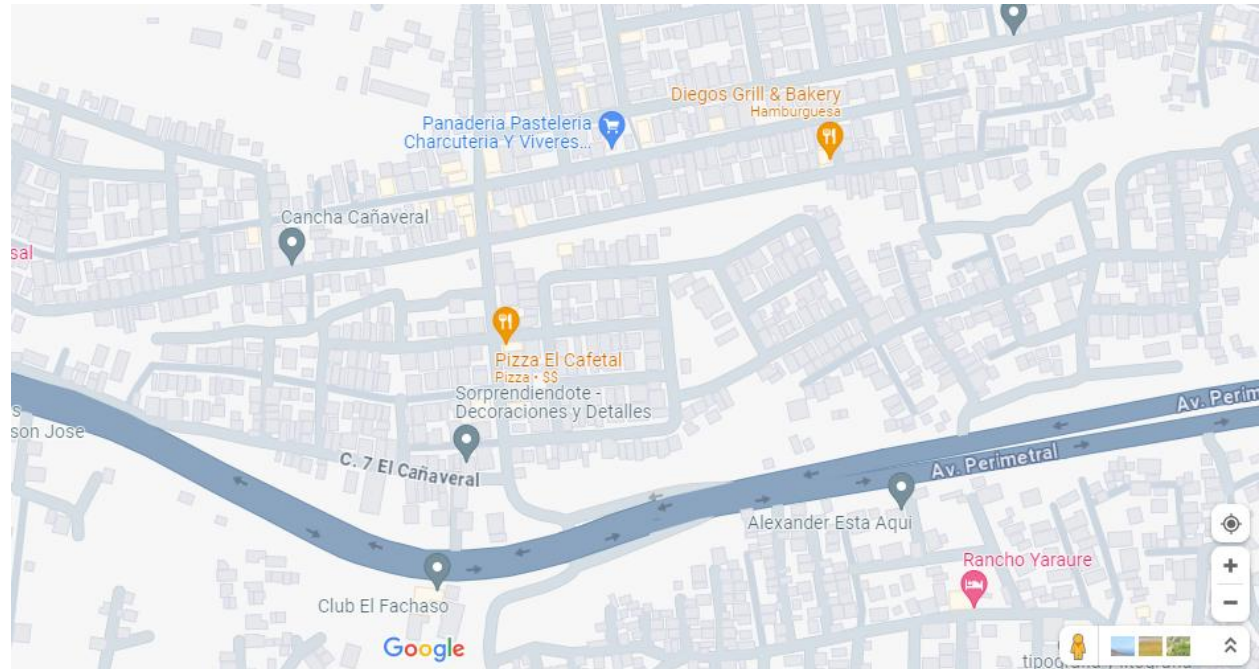 Diegos Grill & Bakery
Hamburguesa
Panaderia Pasteleria
Charcuteria Y Viveres...
Cancha Cañaveral
sal
Pizza El Cafetal
Pizza • $$
Sorprendiendote -
Decoraciones y Detalles
Av. Perim
s
son Jose
C. 7 El Cañaveral
Av. Perimetral
Alexander Esta Aqui
Rancho Yaraure
Club El Fachaso
Google